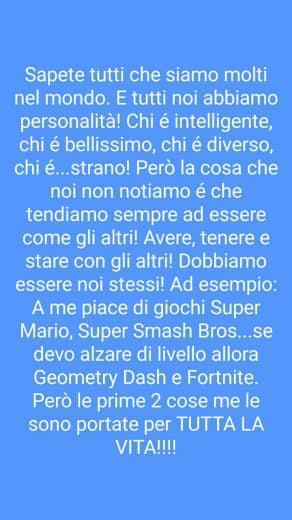 Sapete tutti che siamo molti
nel mondo. E tutti noi abbiamo
personalità! Chi é intelligente,
chi é bellissimo, chi é diverso,
chi é...strano! Però la cosa che
noi non notiamo é che
tendiamo sempre ad essere
come gli altri! Avere, tenere e
stare con gli altri! Dobbiamo
essere noi stessi! Ad esempio:
A me piace di giochi Super
Mario, Super Smash Bros...se
devo alzare di livello allora
Geometry Dash e Fortnite.
Però le prime 2 cose me le
sono portate per TUTTA LA
VITA!!!!